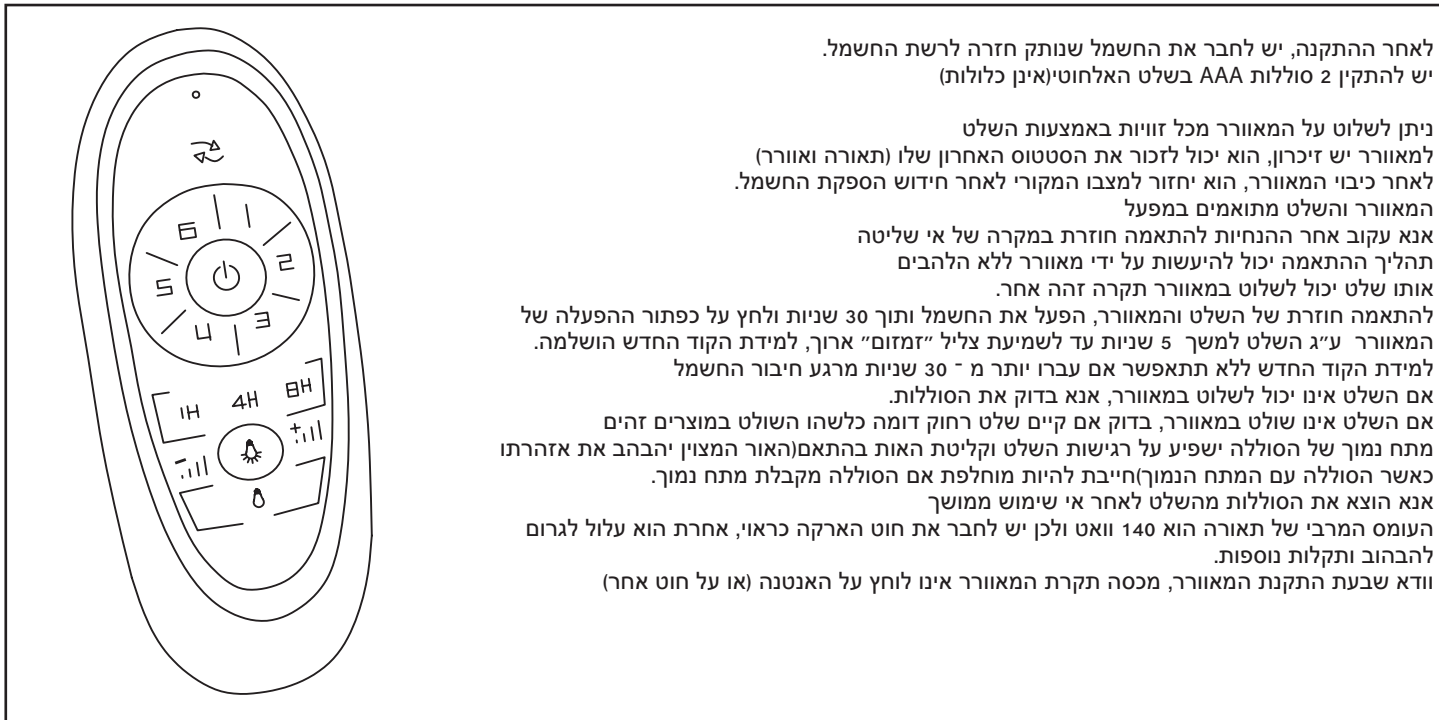 לאחר ההתקנה, יש לחבר את החשמל שנותק חזרה לרשת החשמל.
יש להתקין 2 סוללות AAA בשלט האלחוטי(אינן כלולות)
ניתן לשלוט על המאוורר מכל זוויות באמצעות השלט
למאוורר יש זיכרון, הוא יכול לזכור את הסטטוס האחרון שלו (תאורה ואוורר)
לאחר כיבוי המאוורר, הוא יחזור למצבו המקורי לאחר חידוש הספקת החשמל.
המאוורר והשלט מתואמים במפעל
אנא עקוב אחר ההנחיות להתאמה חוזרת במקרה של אי שליטה
תהליך ההתאמה יכול להיעשות על ידי מאוורר ללא הלהבים
אותו שלט יכול לשלוט במאוורר תקרה זהה אחר.
להתאמה חוזרת של השלט והמאוורר, הפעל את החשמל ותוך 30 שניות ולחץ על כפתור ההפעלה של
המאוורר ע״ג השלט למשך 5 שניות עד לשמיעת צליל ״זמזום״ ארוך, למידת הקוד החדש הושלמה.
למידת הקוד החדש ללא תתאפשר אם עברו יותר מ - 30 שניות מרגע חיבור החשמל
אם השלט אינו יכול לשלוט במאוורר, אנא בדוק את הסוללות.
אם השלט אינו שולט במאוורר, בדוק אם קיים שלט רחוק דומה כלשהו השולט במוצרים זהים
מתח נמוך של הסוללה ישפיע על רגישות השלט וקליטת האות בהתאם(האור המצוין יהבהב את אזהרתו
כאשר הסוללה עם המתח הנמוך)חייבת להיות מוחלפת אם הסוללה מקבלת מתח נמוך.
אנא הוצא את הסוללות מהשלט לאחר אי שימוש ממושך
העומס המרבי של תאורה הוא 140 וואט ולכן יש לחבר את חוט הארקה כראוי, אחרת הוא עלול לגרום
להבהוב ותקלות נוספות.
וודא שבעת התקנת המאוורר, מכסה תקרת המאוורר אינו לוחץ על האנטנה (או על חוט אחר)
1
2
3
4
5
6
1H 4H 8H